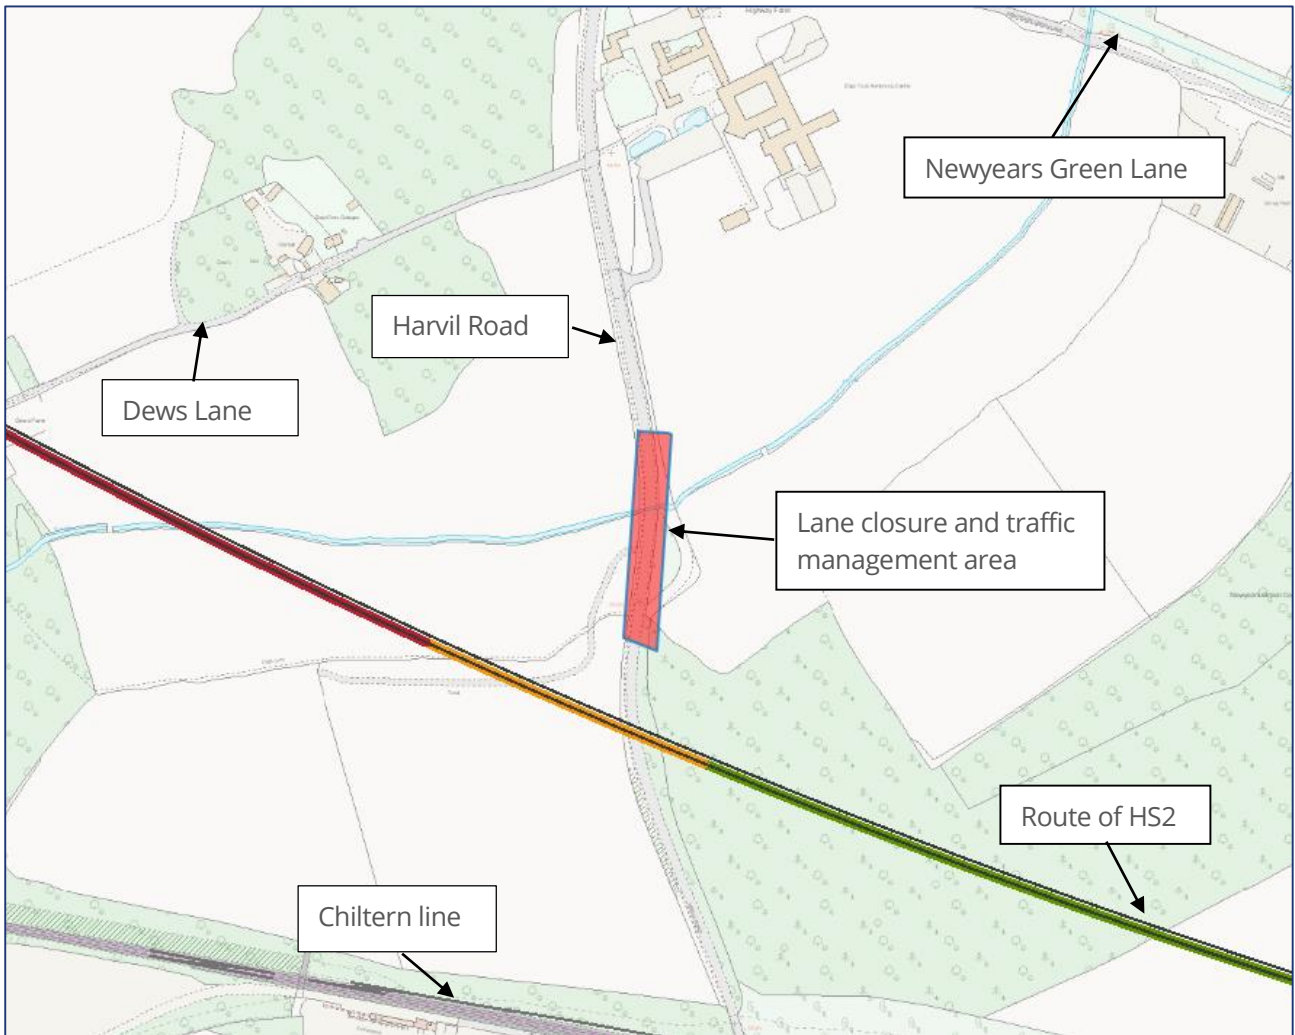 Newyears Green Lane
Harvil Road
Dews Lane
Lane closure and traffic
management area
Route of HS2
Chiltern line